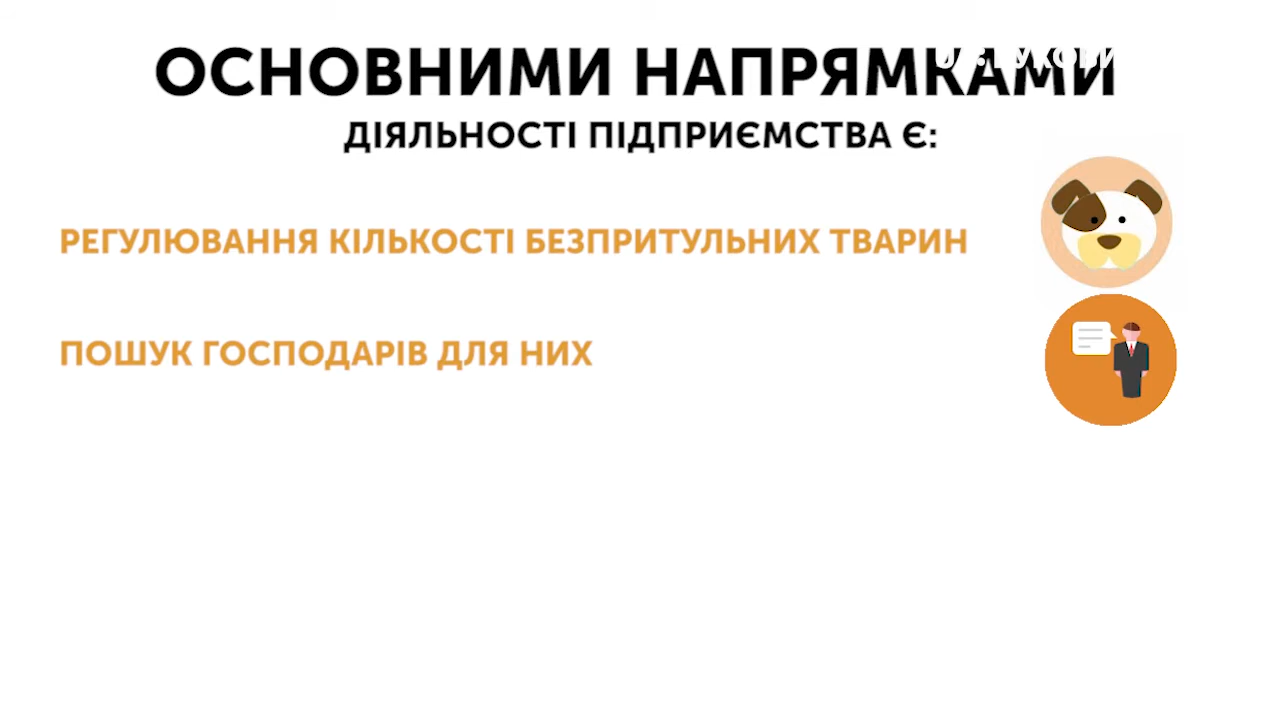 ОСНОВНИМИ НАПРЯМКАМИ
ДІЯЛЬНОСТІ ПІДПРИЄМСТВА Є:
РЕГУЛЮВАННЯ КІЛЬКОСТІ БЕЗПРИТУЛЬНИХ ТВАРИН
ПОШУК ГОСПОДАРІВ ДЛЯ НИХ